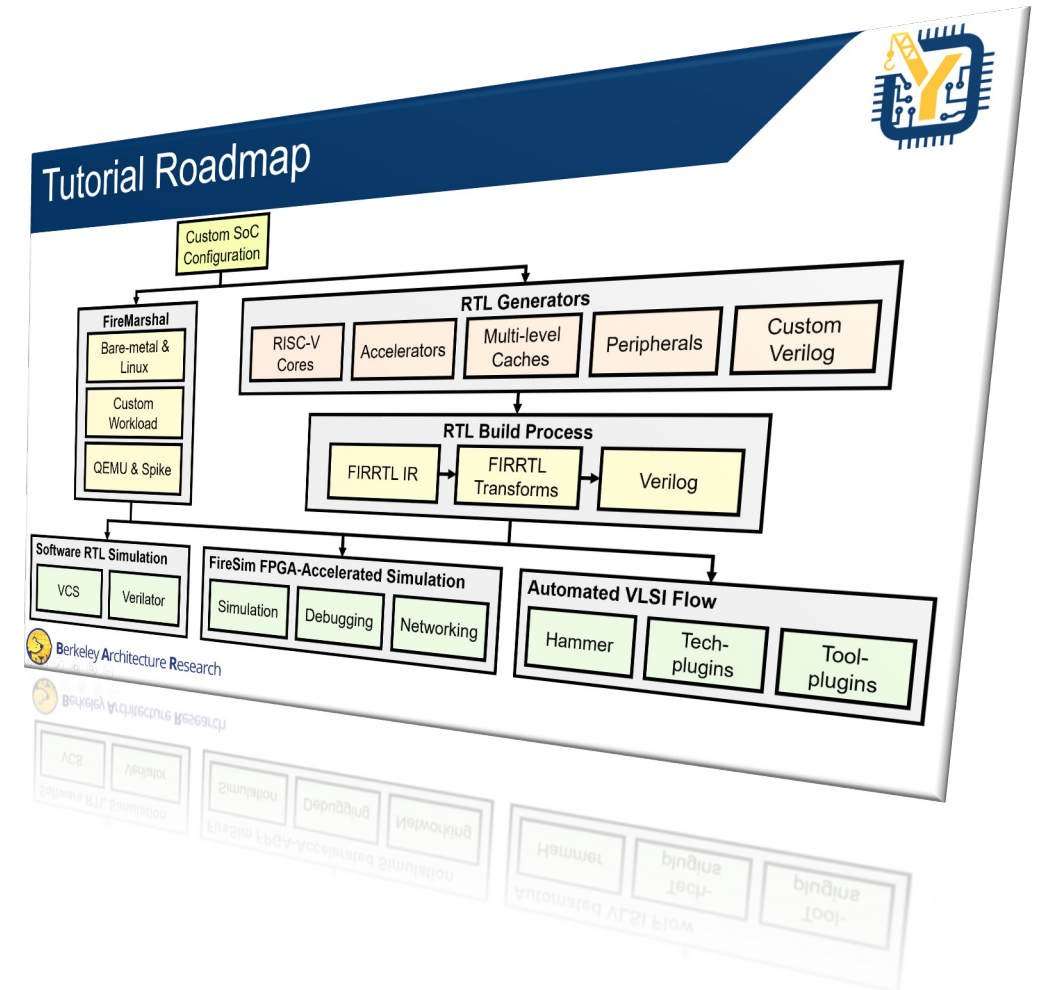 Tutorial Roadmap
Custom SoC
Configuration
FireMarshal
Bare-metal &
Linux
Custom
Workload
QEMU & Spike
RTL Generators
RISC-V
Cores
Accelerators
Multi-level
Caches
Peripherals
Custom
Verilog
RTL Build Process
FIRRTL IR
FIRRTL
Transforms
Verilog
Software RTL Simulation
VCS
Verilator
FireSim FPGA-Accelerated Simulation
Simulation
Debugging
Networking
Automated VLSI Flow
Hammer
Tech-
plugins
Tool-
plugins
Berkeley Architecture Research